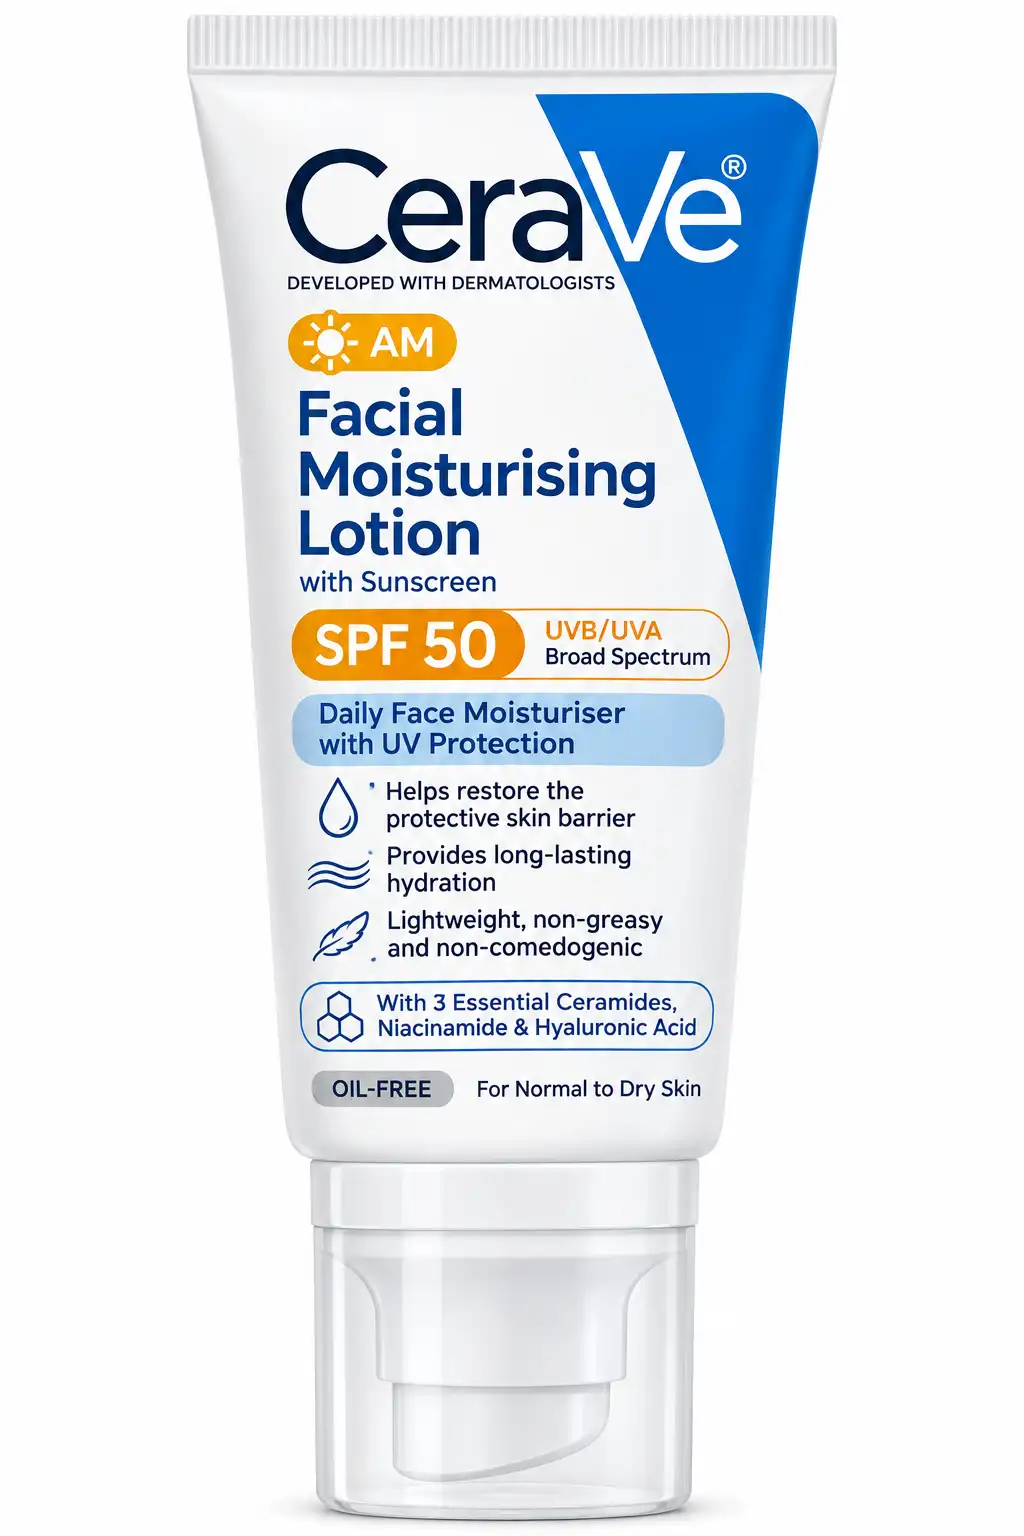 CeraVe®
DEVELOPED WITH DERMATOLOGISTS
AM
Facial
Moisturising
Lotion
with Sunscreen
SPF 50
UVB/UVA
Broad Spectrum
Daily Face Moisturiser
with UV Protection
Helps restore the
protective skin barrier
Provides long-lasting
hydration
Lightweight, non-greasy
and non-comedogenic
With 3 Essential Ceramides,
Niacinamide & Hyaluronic Acid
OIL-FREE
For Normal to Dry Skin